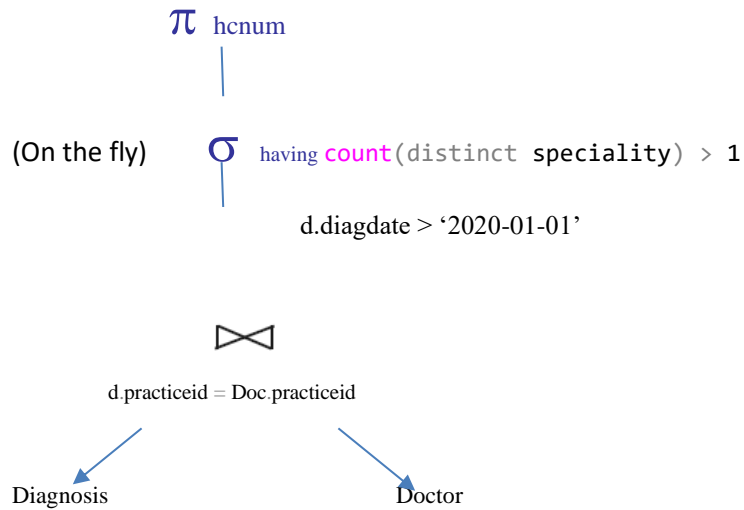 π hcnum
(On the fly) σ having count(distinct speciality) > 1
d.diagdate > ‘2020-01-01’
⋈
d.practiceid = Doc.practiceid
Diagnosis Doctor